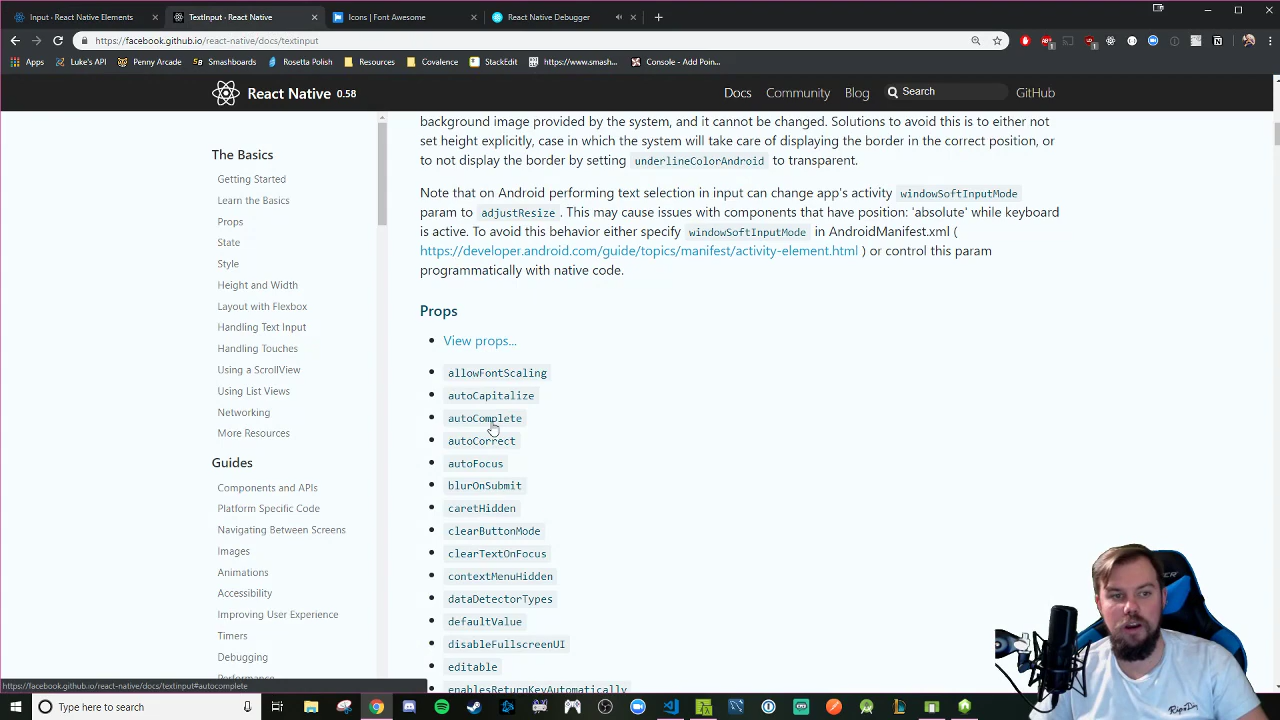 Input · React Native Elements
TextInput · React Native
Icons | Font Awesome
React Native Debugger
https://facebook.github.io/react-native/docs/textinput
Apps
Luke's API
Penny Arcade
Smashboards
Rosetta Polish
Resources
Covalence
StackEdit
https://www.smash...
Console - Add Poin...
React Native 0.58
Docs
Community
Blog
Search
GitHub
The Basics
Getting Started
Learn the Basics
Props
State
Style
Height and Width
Layout with Flexbox
Handling Text Input
Handling Touches
Using a ScrollView
Using List Views
Networking
More Resources
Guides
Components and APIs
Platform Specific Code
Navigating Between Screens
Images
Animations
Accessibility
Improving User Experience
Timers
Debugging
Performance
background image provided by the system, and it cannot be changed. Solutions to avoid this is to either not
set height explicitly, case in which the system will take care of displaying the border in the correct position, or
to not display the border by setting underlineColorAndroid to transparent.
Note that on Android performing text selection in input can change app's activity windowSoftInputMode
param to adjustResize . This may cause issues with components that have position: 'absolute' while keyboard
is active. To avoid this behavior either specify windowSoftInputMode in AndroidManifest.xml (
https://developer.android.com/guide/topics/manifest/activity-element.html ) or control this param
programmatically with native code.
Props
View props...
allowFontScaling
autoCapitalize
autoComplete
autoCorrect
autoFocus
blurOnSubmit
caretHidden
clearButtonMode
clearTextOnFocus
contextMenuHidden
dataDetectorTypes
defaultValue
disableFullscreenUI
editable
enablesReturnKeyAutomatically
https://facebook.github.io/react-native/docs/textinput#autocomplete
Type here to search